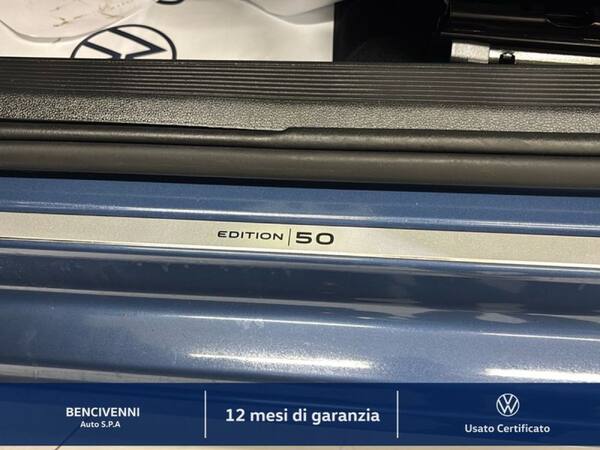 EDITION | 50
BENCIVENNI
Auto S.P.A
12 mesi di garanzia
Usato Certificato